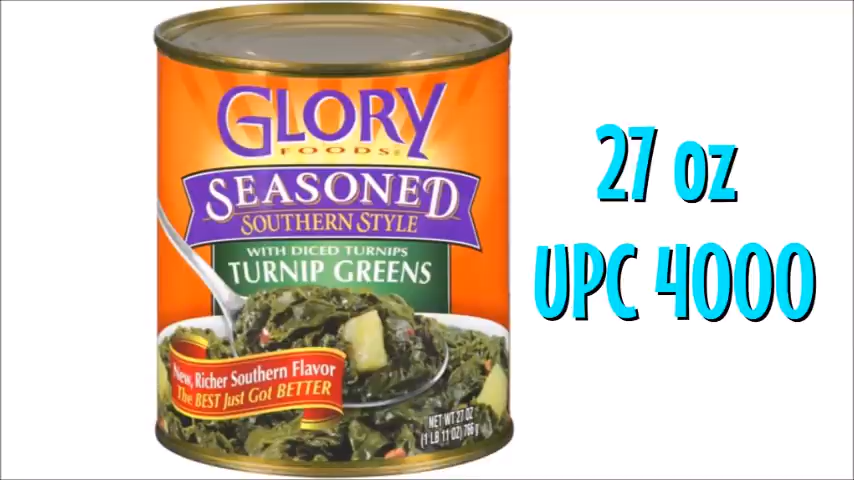 GLORY
FOODS®
SEASONED
SOUTHERN STYLE
WITH DICED TURNIPS
TURNIP GREENS
New, Richer Southern Flavor
The BEST Just Got BETTER
NET WT 27 OZ
(1 LB 11 OZ) 766 g
27 oz
UPC 4000